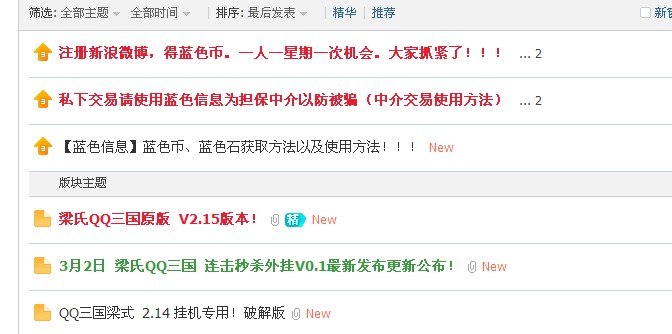 筛选: 全部主题 全部时间 排序: 最后发表 精华 推荐
注册新浪微博，得蓝色币。一人一星期一次机会。大家抓紧了！！！ ... 2
私下交易请使用蓝色信息为担保中介以防被骗（中介交易使用方法） ... 2
【蓝色信息】蓝色币、蓝色石获取方法以及使用方法！！！ New
版块主题
梁氏QQ三国原版 V2.15版本！ 精 New
3月2日 梁氏QQ三国 连击秒杀外挂V0.1最新发布更新公布！ New
QQ三国梁式 2.14 挂机专用！破解版 New